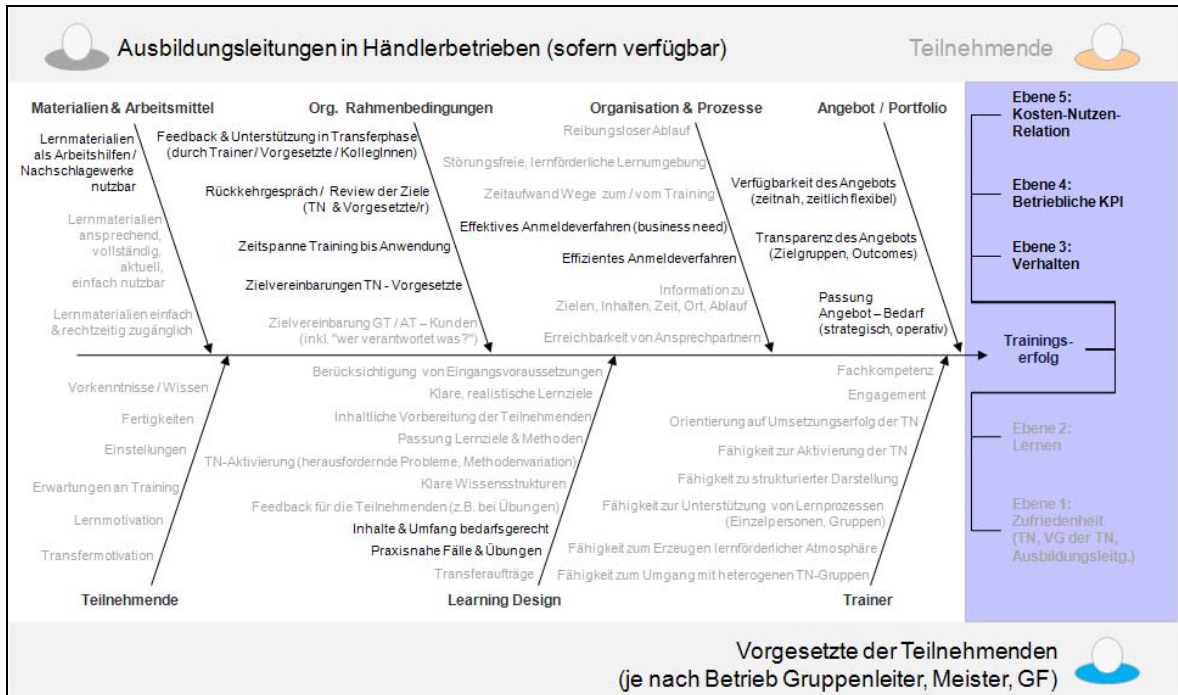 Ausbildungsleitungen in Händlerbetrieben (sofern verfügbar)
Teilnehmende
Materialien & Arbeitsmittel
Lernmaterialien
als Arbeitshilfen /
Nachschlagewerke
nutzbar
Lernmaterialien
ansprechend,
vollständig,
aktuell,
einfach nutzbar
Lernmaterialien einfach
& rechtzeitig zugänglich
Org. Rahmenbedingungen
Feedback & Unterstützung in Transferphase
(durch Trainer / Vorgesetzte / KollegInnen)
Rückkehrgespräch / Review der Ziele
(TN & Vorgesetzte/r)
Zeitspanne Training bis Anwendung
Zielvereinbarungen TN - Vorgesetzte
Zielvereinbarung GT / AT – Kunden
(inkl. "wer verantwortet was?")
Organisation & Prozesse
Reibungsloser Ablauf
Störungsfreie, lernförderliche Lernumgebung
Zeitaufwand Wege zum / vom Training
Effektives Anmeldeverfahren (business need)
Effizientes Anmeldeverfahren
Information zu
Zielen, Inhalten, Zeit, Ort, Ablauf
Erreichbarkeit von Ansprechpartnern
Angebot / Portfolio
Verfügbarkeit des Angebots
(zeitnah, zeitlich flexibel)
Transparenz des Angebots
(Zielgruppen, Outcomes)
Passung
Angebot – Bedarf
(strategisch, operativ)
Ebene 5:
Kosten-Nutzen-
Relation
Ebene 4:
Betriebliche KPI
Ebene 3:
Verhalten
Trainings-
erfolg
Ebene 2:
Lernen
Ebene 1:
Zufriedenheit
(TN, VG der TN,
Ausbildungsleitg.)
Vorkenntnisse / Wissen
Fertigkeiten
Einstellungen
Erwartungen an Training
Lernmotivation
Transfermotivation
Teilnehmende
Berücksichtigung von Eingangsvoraussetzungen
Klare, realistische Lernziele
Inhaltliche Vorbereitung der Teilnehmenden
Passung Lernziele & Methoden
TN-Aktivierung (herausfordernde Probleme, Methodenvariation)
Klare Wissensstrukturen
Feedback für die Teilnehmenden (z.B. bei Übungen)
Inhalte & Umfang bedarfsgerecht
Praxisnahe Fälle & Übungen
Transferaufträge
Learning Design
Fachkompetenz
Engagement
Orientierung auf Umsetzungserfolg der TN
Fähigkeit zur Aktivierung der TN
Fähigkeit zu strukturierter Darstellung
Fähigkeit zur Unterstützung von Lernprozessen
(Einzelpersonen, Gruppen)
Fähigkeit zum Erzeugen lernförderlicher Atmosphäre
Fähigkeit zum Umgang mit heterogenen TN-Gruppen
Trainer
Vorgesetzte der Teilnehmenden
(je nach Betrieb Gruppenleiter, Meister, GF)